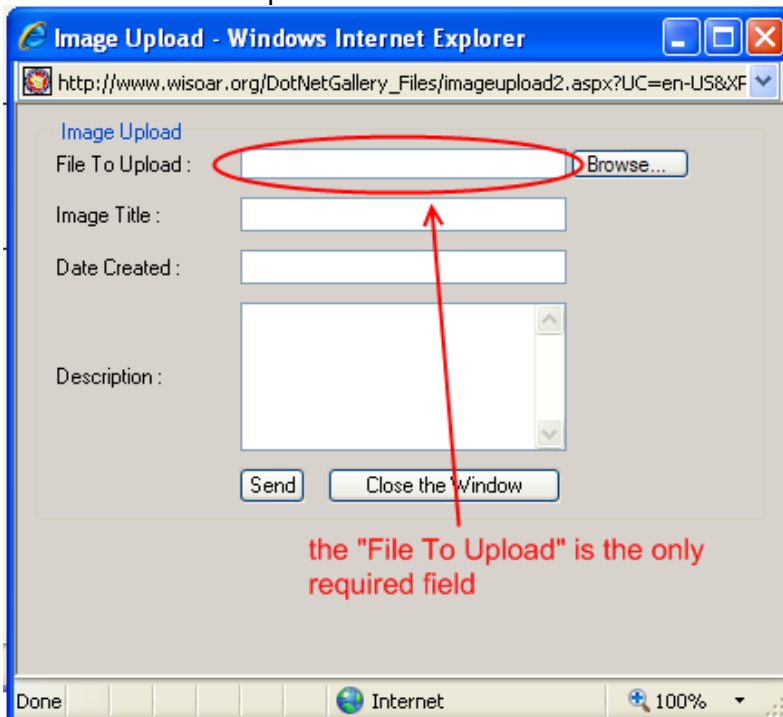 Image Upload - Windows Internet Explorer
http://www.wisoar.org/DotNetGallery_Files/imageupload2.aspx?UC=en-US&XF
Image Upload
File To Upload :
Browse...
Image Title :
Date Created :
Description :
Send
Close the Window
the "File To Upload" is the only
required field
Done
Internet
100%